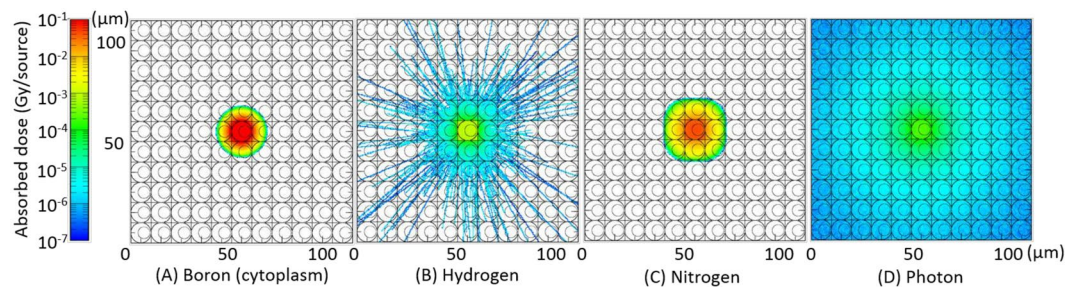 Absorbed dose (Gy/source)
10-1
10-2
10-3
10-4
10-5
10-6
10-7
(μm)
100
50
0 50 100
0 50 100
0 50 100
0 50 100 (μm)
(A) Boron (cytoplasm) (B) Hydrogen (C) Nitrogen (D) Photon